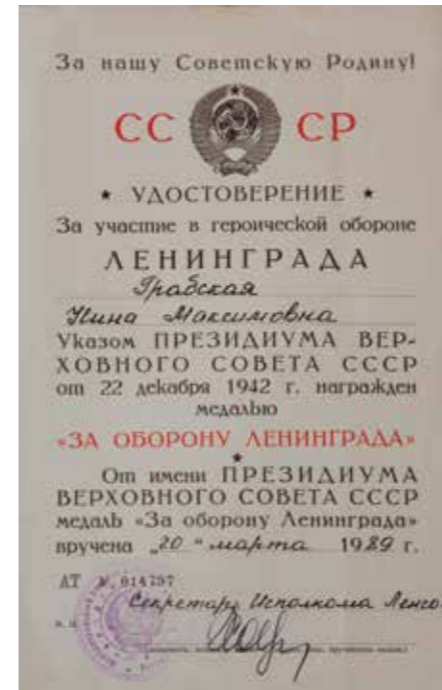 За нашу Советскую Родину!
СС СР
★ УДОСТОВЕРЕНИЕ ★
За участие в героической обороне
ЛЕНИНГРАДА
Грабская
Нина Максимовна
Указом ПРЕЗИДИУМА ВЕР-
ХОВНОГО СОВЕТА СССР
от 22 декабря 1942 г. награжден
медалью
«ЗА ОБОРОНУ ЛЕНИНГРАДА»
От имени ПРЕЗИДИУМА
ВЕРХОВНОГО СОВЕТА СССР
медаль «За оборону Ленинграда»
вручена „20 “ марта 1989 г.
АТ № 014797
Секретарь Исполкома Ленсо